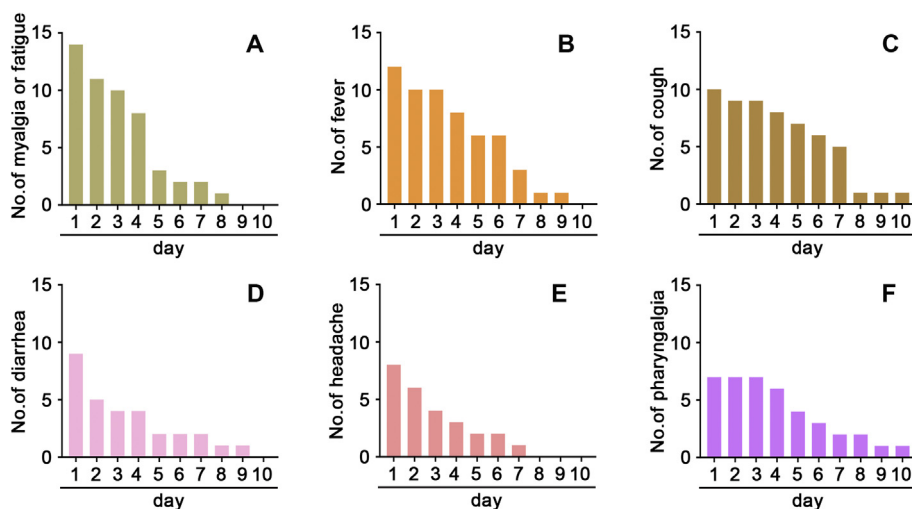 A
No.of myalgia or fatigue
15
10
5
0
1 2 3 4 5 6 7 8 9 10
day
B
No.of fever
15
10
5
0
1 2 3 4 5 6 7 8 9 10
day
C
No.of cough
15
10
5
0
1 2 3 4 5 6 7 8 9 10
day
D
No.of diarrhea
15
10
5
0
1 2 3 4 5 6 7 8 9 10
day
E
No.of headache
15
10
5
0
1 2 3 4 5 6 7 8 9 10
day
F
No.of pharyngalgia
15
10
5
0
1 2 3 4 5 6 7 8 9 10
day